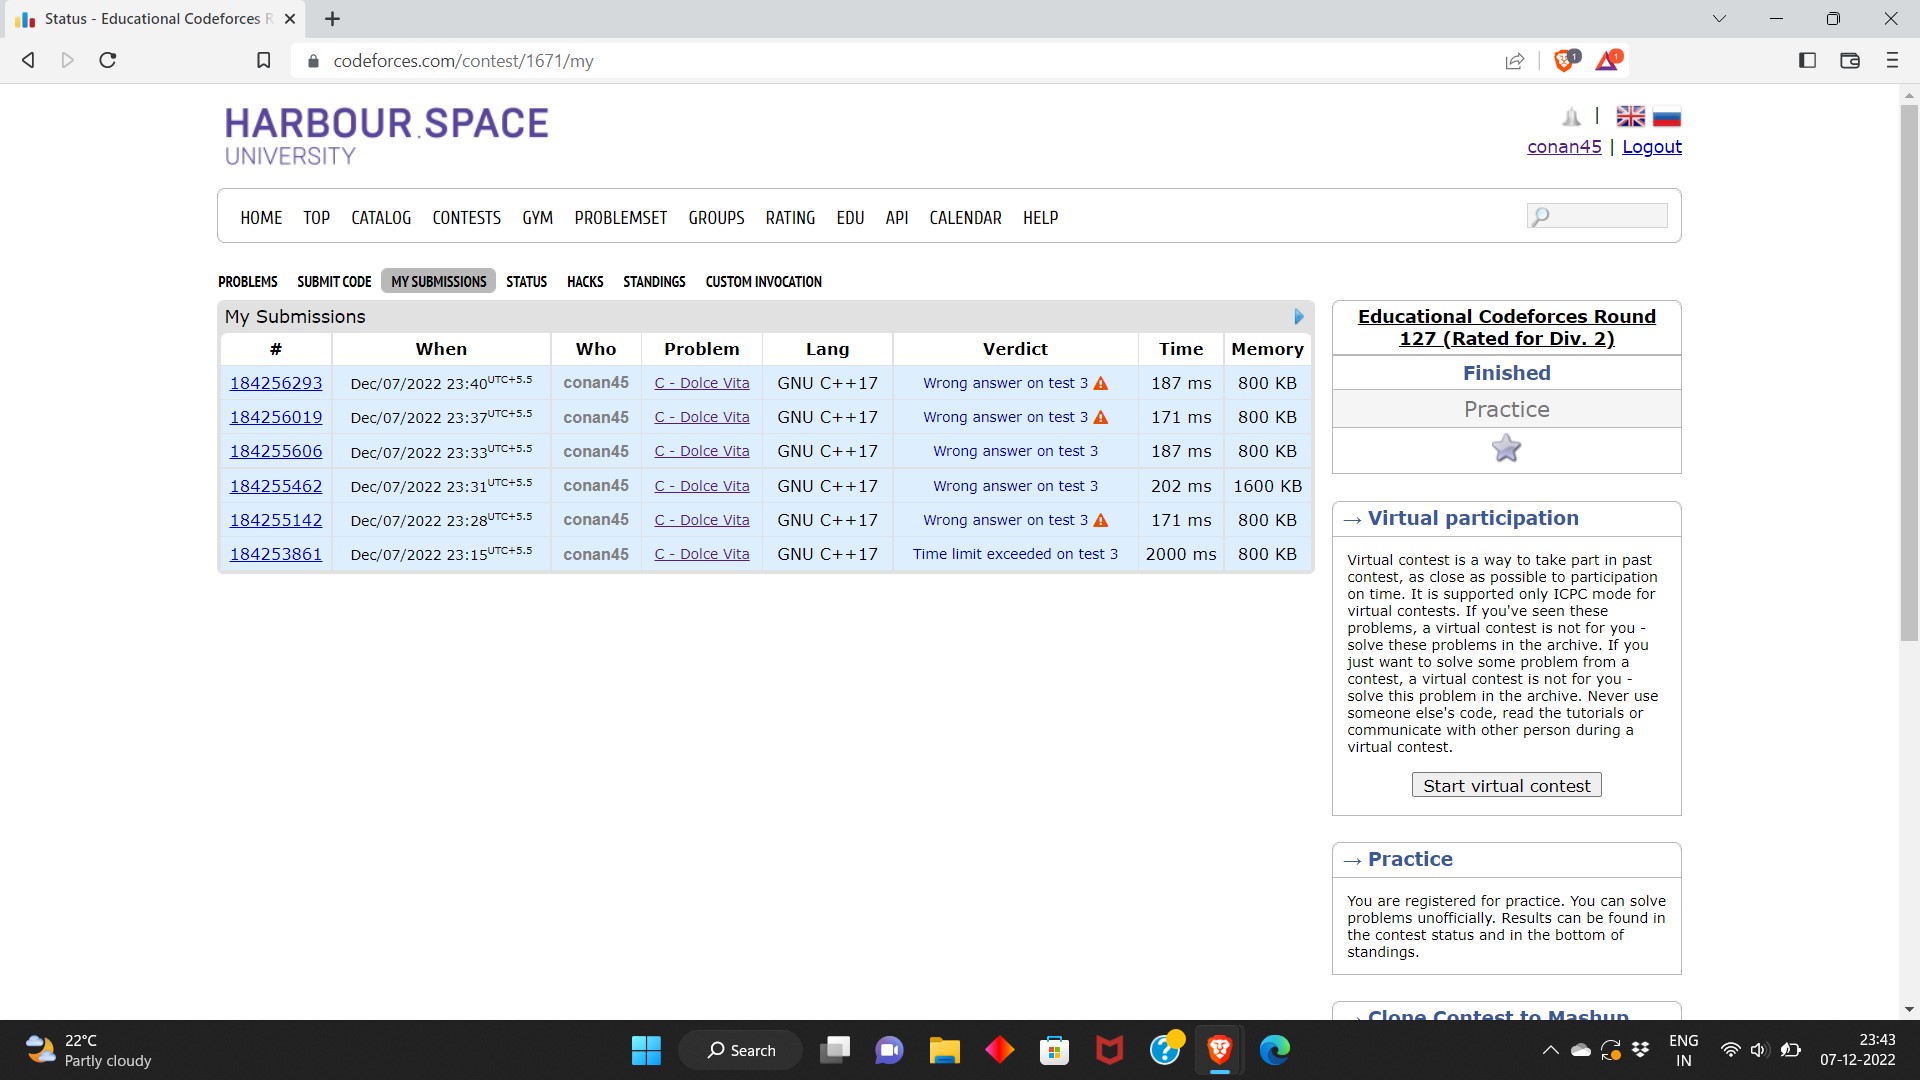 Status - Educational Codeforces R
codeforces.com/contest/1671/my
1
1
HARBOUR.SPACE
UNIVERSITY
|
conan45 | Logout
HOME TOP CATALOG CONTESTS GYM PROBLEMSET GROUPS RATING EDU API CALENDAR HELP
PROBLEMS SUBMIT CODE MY SUBMISSIONS STATUS HACKS STANDINGS CUSTOM INVOCATION
My Submissions
# When Who Problem Lang Verdict Time Memory
184256293 Dec/07/2022 23:40UTC+5.5 conan45 C - Dolce Vita GNU C++17 Wrong answer on test 3 187 ms 800 KB
184256019 Dec/07/2022 23:37UTC+5.5 conan45 C - Dolce Vita GNU C++17 Wrong answer on test 3 171 ms 800 KB
184255606 Dec/07/2022 23:33UTC+5.5 conan45 C - Dolce Vita GNU C++17 Wrong answer on test 3 187 ms 800 KB
184255462 Dec/07/2022 23:31UTC+5.5 conan45 C - Dolce Vita GNU C++17 Wrong answer on test 3 202 ms 1600 KB
184255142 Dec/07/2022 23:28UTC+5.5 conan45 C - Dolce Vita GNU C++17 Wrong answer on test 3 171 ms 800 KB
184253861 Dec/07/2022 23:15UTC+5.5 conan45 C - Dolce Vita GNU C++17 Time limit exceeded on test 3 2000 ms 800 KB
Educational Codeforces Round
127 (Rated for Div. 2)
Finished
Practice
→ Virtual participation
Virtual contest is a way to take part in past
contest, as close as possible to participation
on time. It is supported only ICPC mode for
virtual contests. If you've seen these
problems, a virtual contest is not for you -
solve these problems in the archive. If you
just want to solve some problem from a
contest, a virtual contest is not for you -
solve this problem in the archive. Never use
someone else's code, read the tutorials or
communicate with other person during a
virtual contest.
Start virtual contest
→ Practice
You are registered for practice. You can solve
problems unofficially. Results can be found in
the contest status and in the bottom of
standings.
→ Clone Contest to Mashup
22°C
Partly cloudy
Search
ENG
IN
23:43
07-12-2022